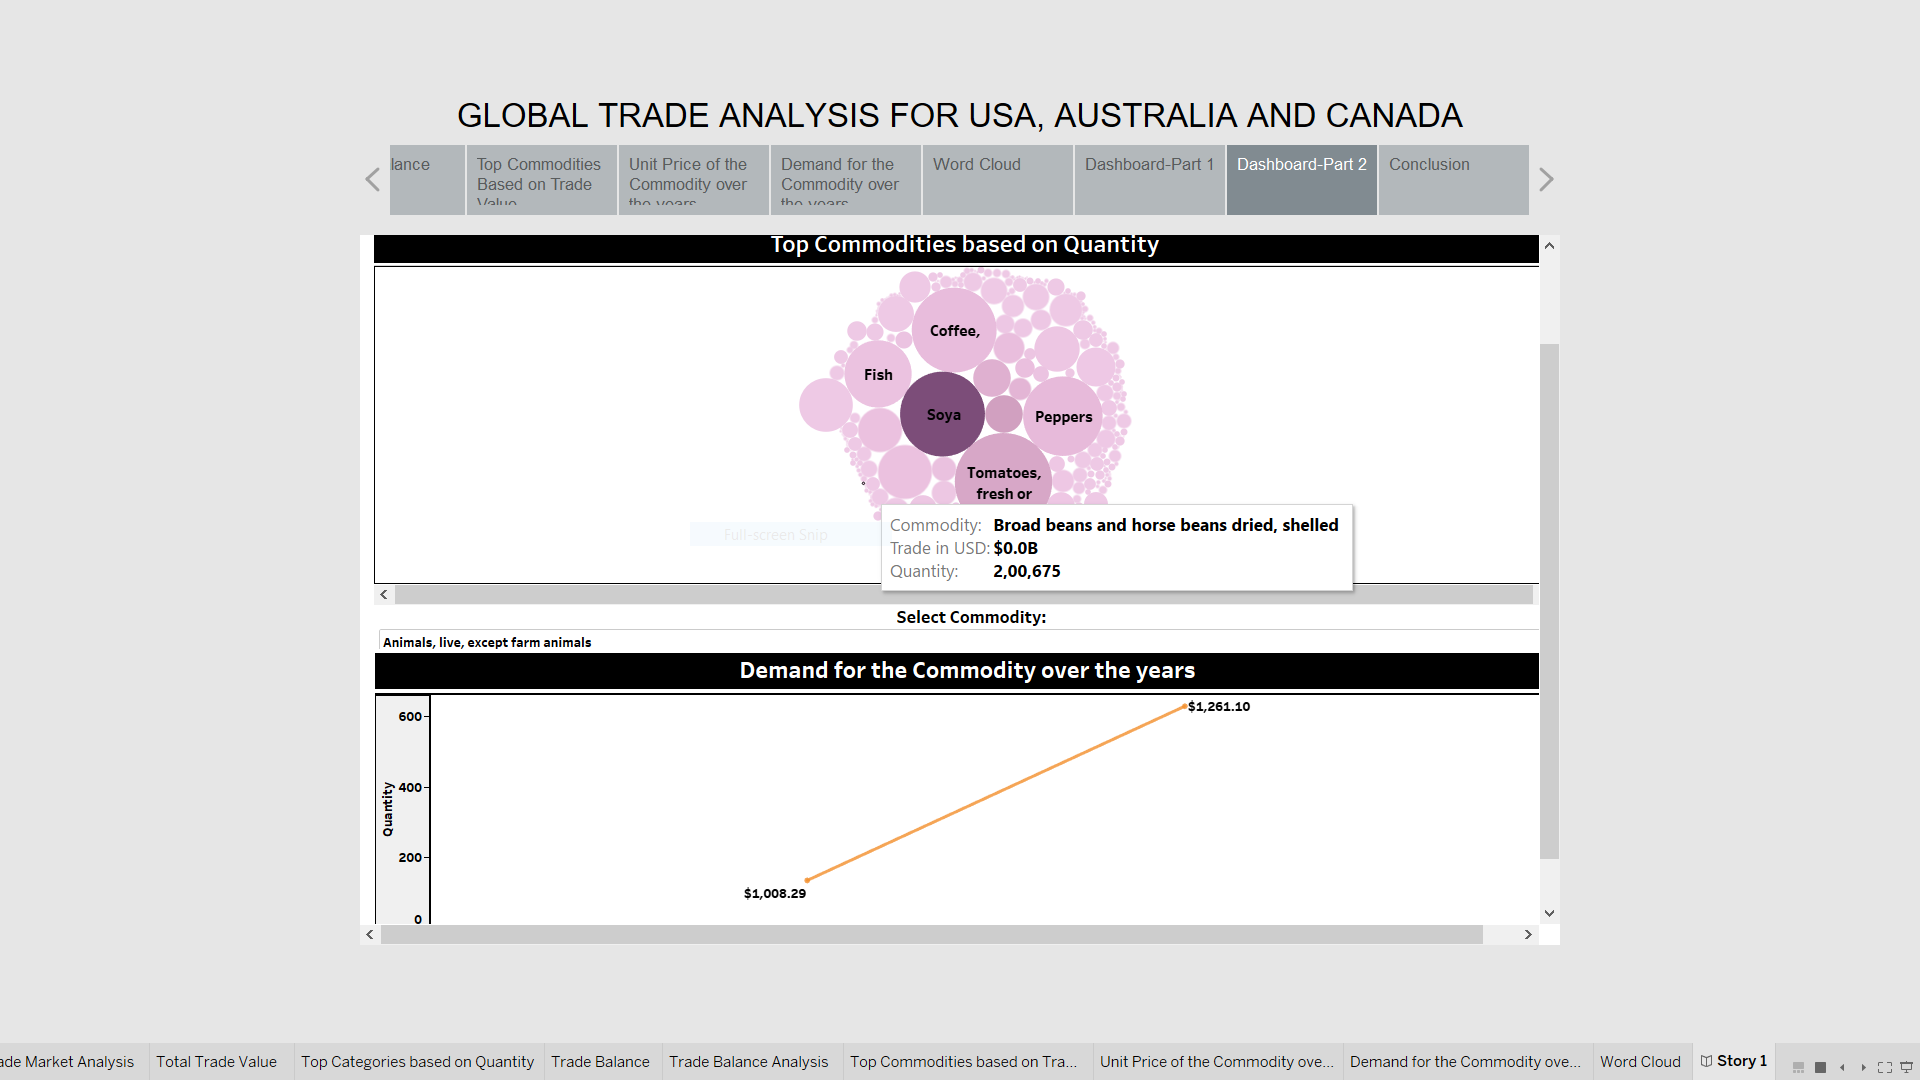 GLOBAL TRADE ANALYSIS FOR USA, AUSTRALIA AND CANADA
lance
Top Commodities
Based on Trade
Value
Unit Price of the
Commodity over
the years
Demand for the
Commodity over
the years
Word Cloud
Dashboard-Part 1
Dashboard-Part 2
Conclusion
Top Commodities based on Quantity
Coffee,
Fish
Soya
Peppers
Tomatoes,
fresh or
Full-screen Snip
Commodity: Broad beans and horse beans dried, shelled
Trade in USD: $0.0B
Quantity: 2,00,675
Select Commodity:
Animals, live, except farm animals
Demand for the Commodity over the years
600
400
200
0
Quantity
$1,261.10
$1,008.29
ade Market Analysis
Total Trade Value
Top Categories based on Quantity
Trade Balance
Trade Balance Analysis
Top Commodities based on Tra...
Unit Price of the Commodity ove...
Demand for the Commodity ove...
Word Cloud
Story 1